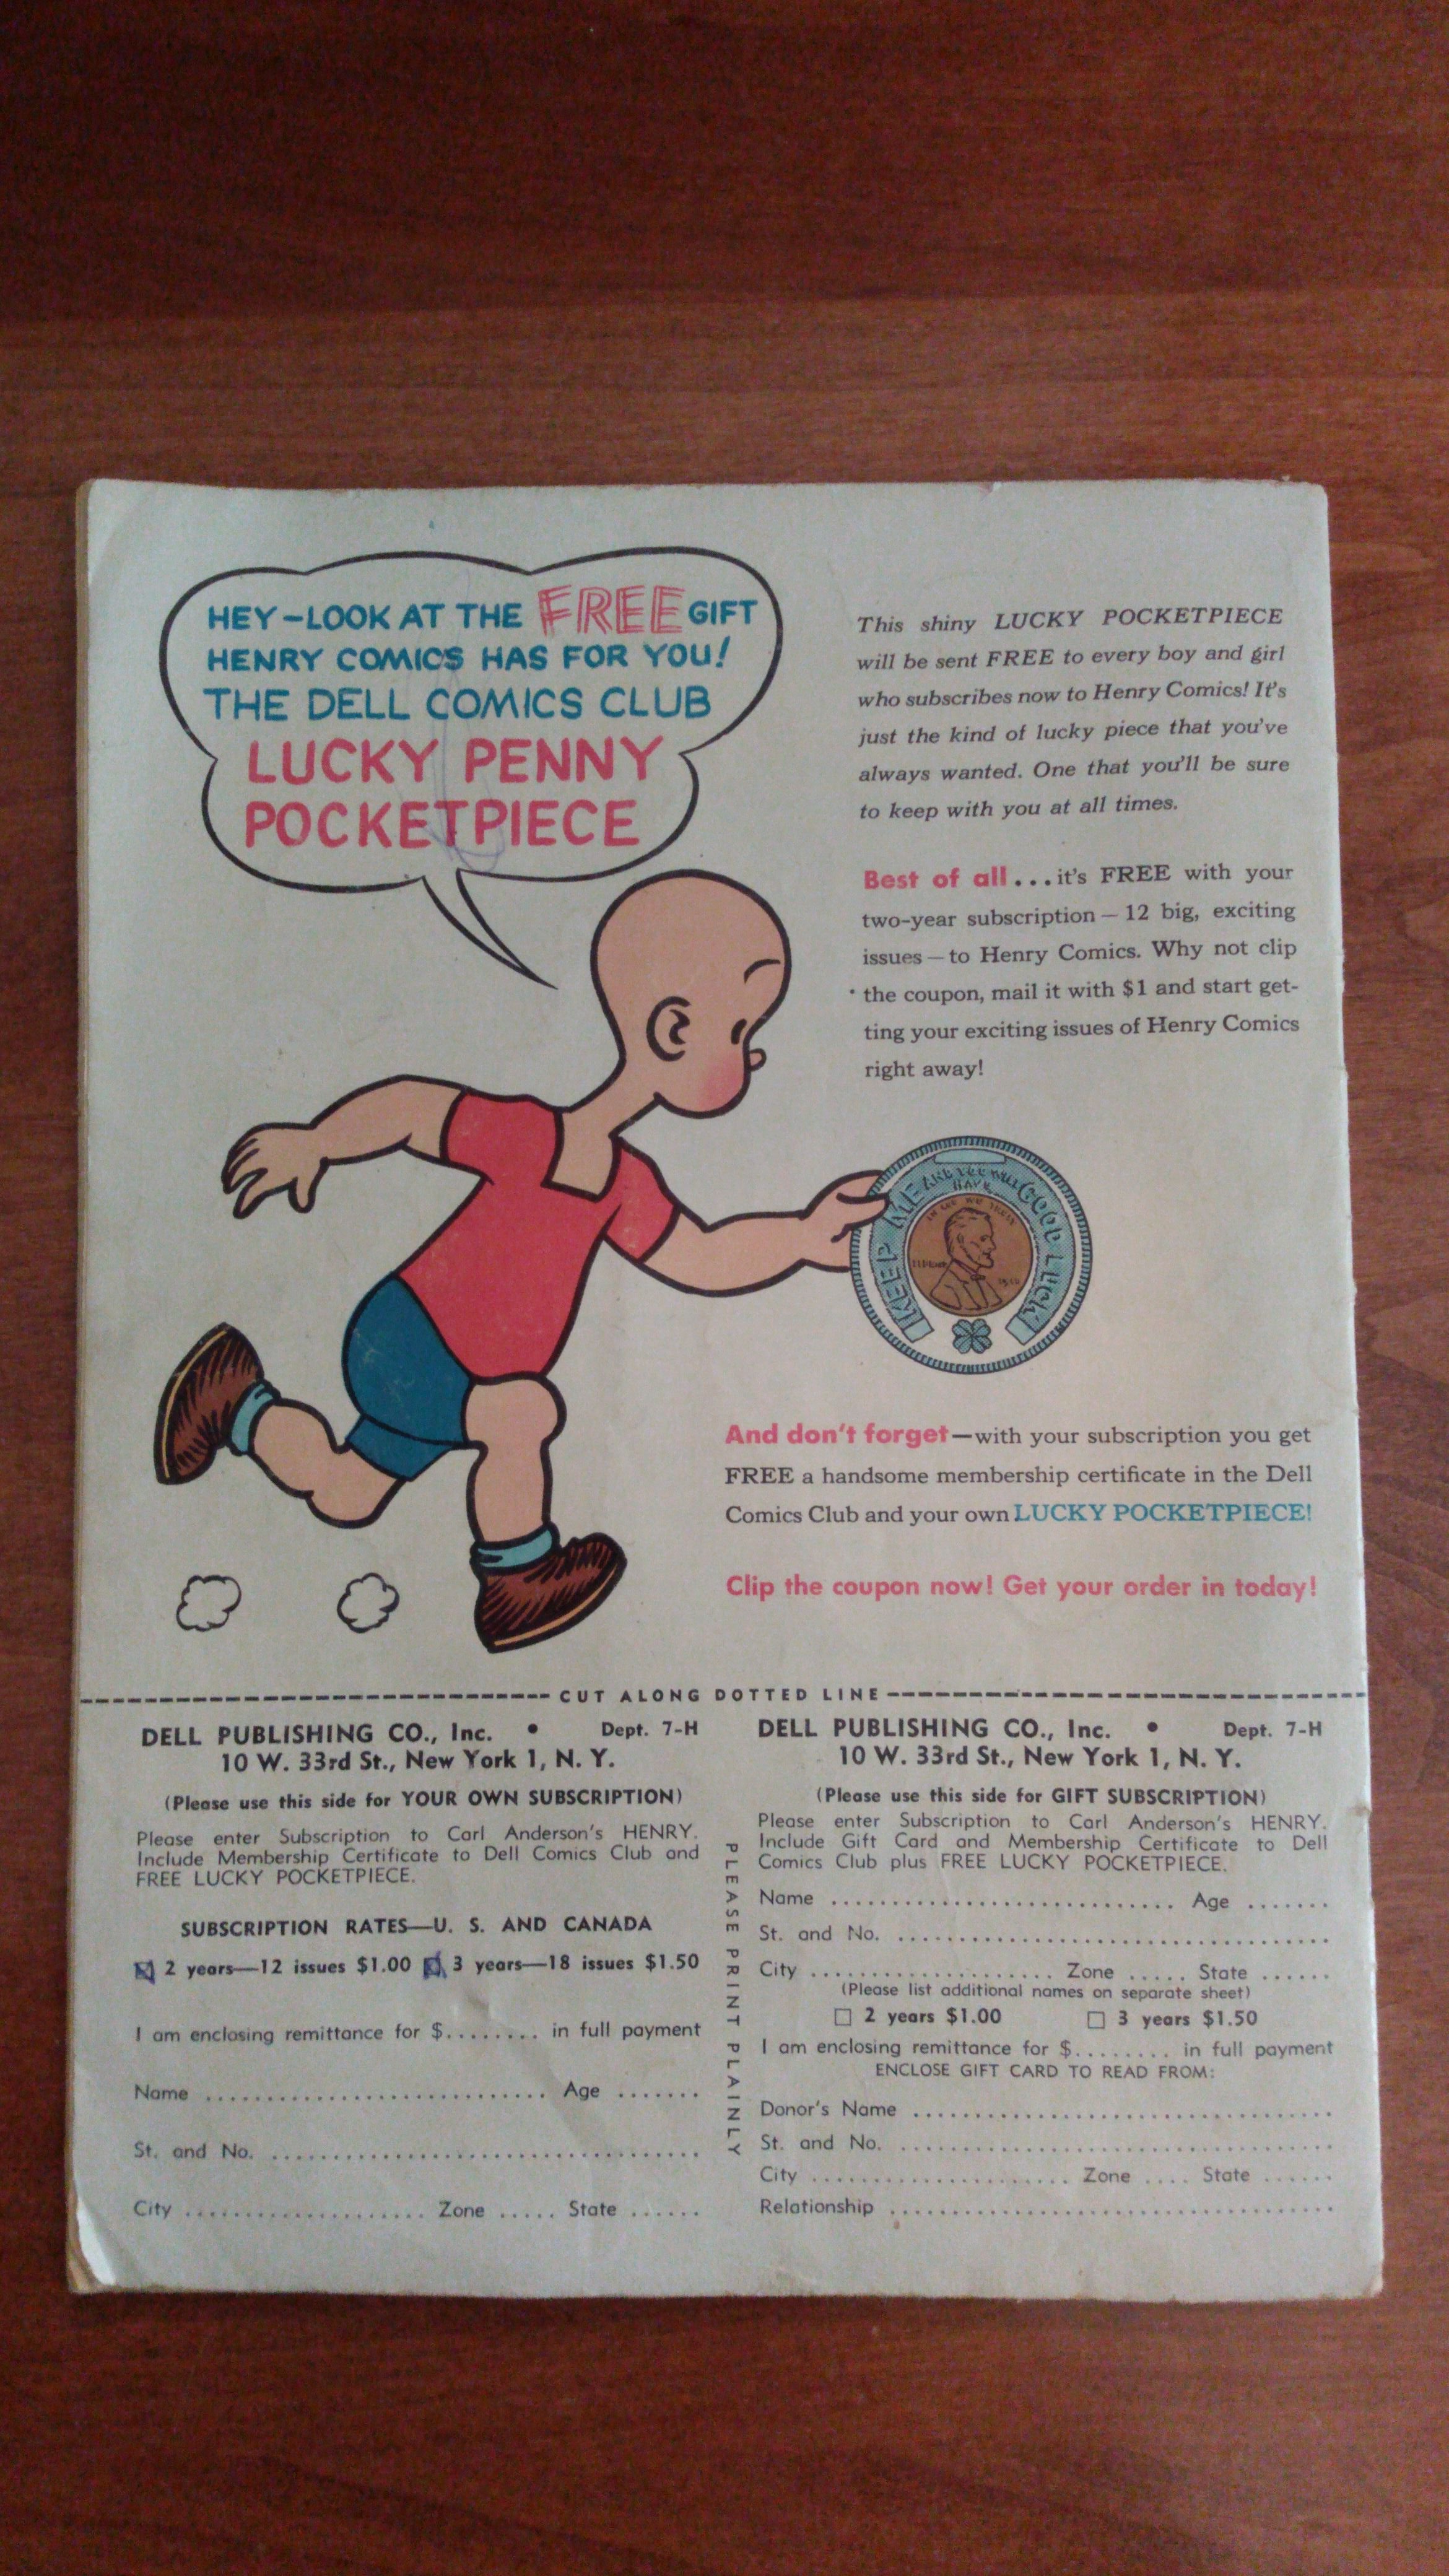 HEY-LOOK AT THE FREE GIFT
HENRY COMICS HAS FOR YOU!
THE DELL COMICS CLUB
LUCKY PENNY
POCKETPIECE
This shiny LUCKY POCKETPIECE
will be sent FREE to every boy and girl
who subscribes now to Henry Comics! It's
just the kind of lucky piece that you've
always wanted. One that you'll be sure
to keep with you at all times.
Best of all...it's FREE with your
two-year subscription — 12 big, exciting
issues — to Henry Comics. Why not clip
the coupon, mail it with $1 and start get-
ting your exciting issues of Henry Comics
right away!
KEEP ME AND YOU WILL HAVE GOOD LUCK
IN GOD WE TRUST
LIBERTY
And don't forget—with your subscription you get
FREE a handsome membership certificate in the Dell
Comics Club and your own LUCKY POCKETPIECE!
Clip the coupon now! Get your order in today!
CUT ALONG DOTTED LINE
DELL PUBLISHING CO., Inc. • Dept. 7-H
10 W. 33rd St., New York 1, N. Y.
(Please use this side for YOUR OWN SUBSCRIPTION)
Please enter Subscription to Carl Anderson's HENRY.
Include Membership Certificate to Dell Comics Club and
FREE LUCKY POCKETPIECE.
SUBSCRIPTION RATES—U. S. AND CANADA
2 years—12 issues $1.00 3 years—18 issues $1.50
I am enclosing remittance for $........ in full payment
Name ............................ Age .......
St. and No. ...................................
City .................... Zone ..... State ......
PLEASE PRINT PLAINLY
DELL PUBLISHING CO., Inc. • Dept. 7-H
10 W. 33rd St., New York 1, N. Y.
(Please use this side for GIFT SUBSCRIPTION)
Please enter Subscription to Carl Anderson's HENRY.
Include Gift Card and Membership Certificate to Dell
Comics Club plus FREE LUCKY POCKETPIECE.
Name ............................ Age .......
St. and No. ...................................
City .................... Zone ..... State ......
(Please list additional names on separate sheet)
☐ 2 years $1.00 ☐ 3 years $1.50
I am enclosing remittance for $........ in full payment
ENCLOSE GIFT CARD TO READ FROM:
Donor's Name ..................................
St. and No. ...................................
City ..................... Zone .... State ......
Relationship ....................................